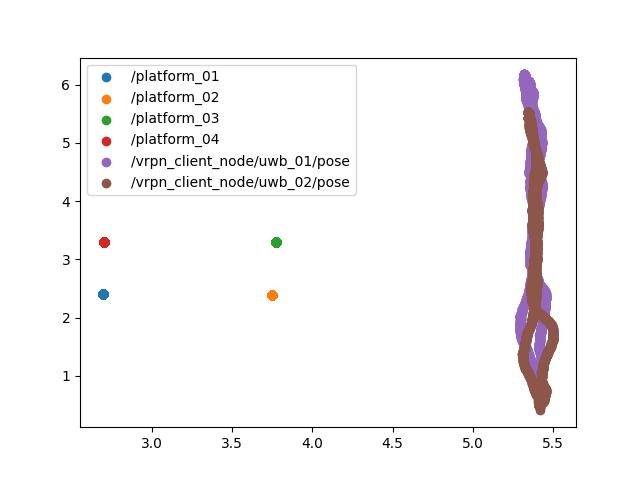 /platform_01
/platform_02
/platform_03
/platform_04
/vrpn_client_node/uwb_01/pose
/vrpn_client_node/uwb_02/pose
6
5
4
3
2
1
3.0 3.5 4.0 4.5 5.0 5.5